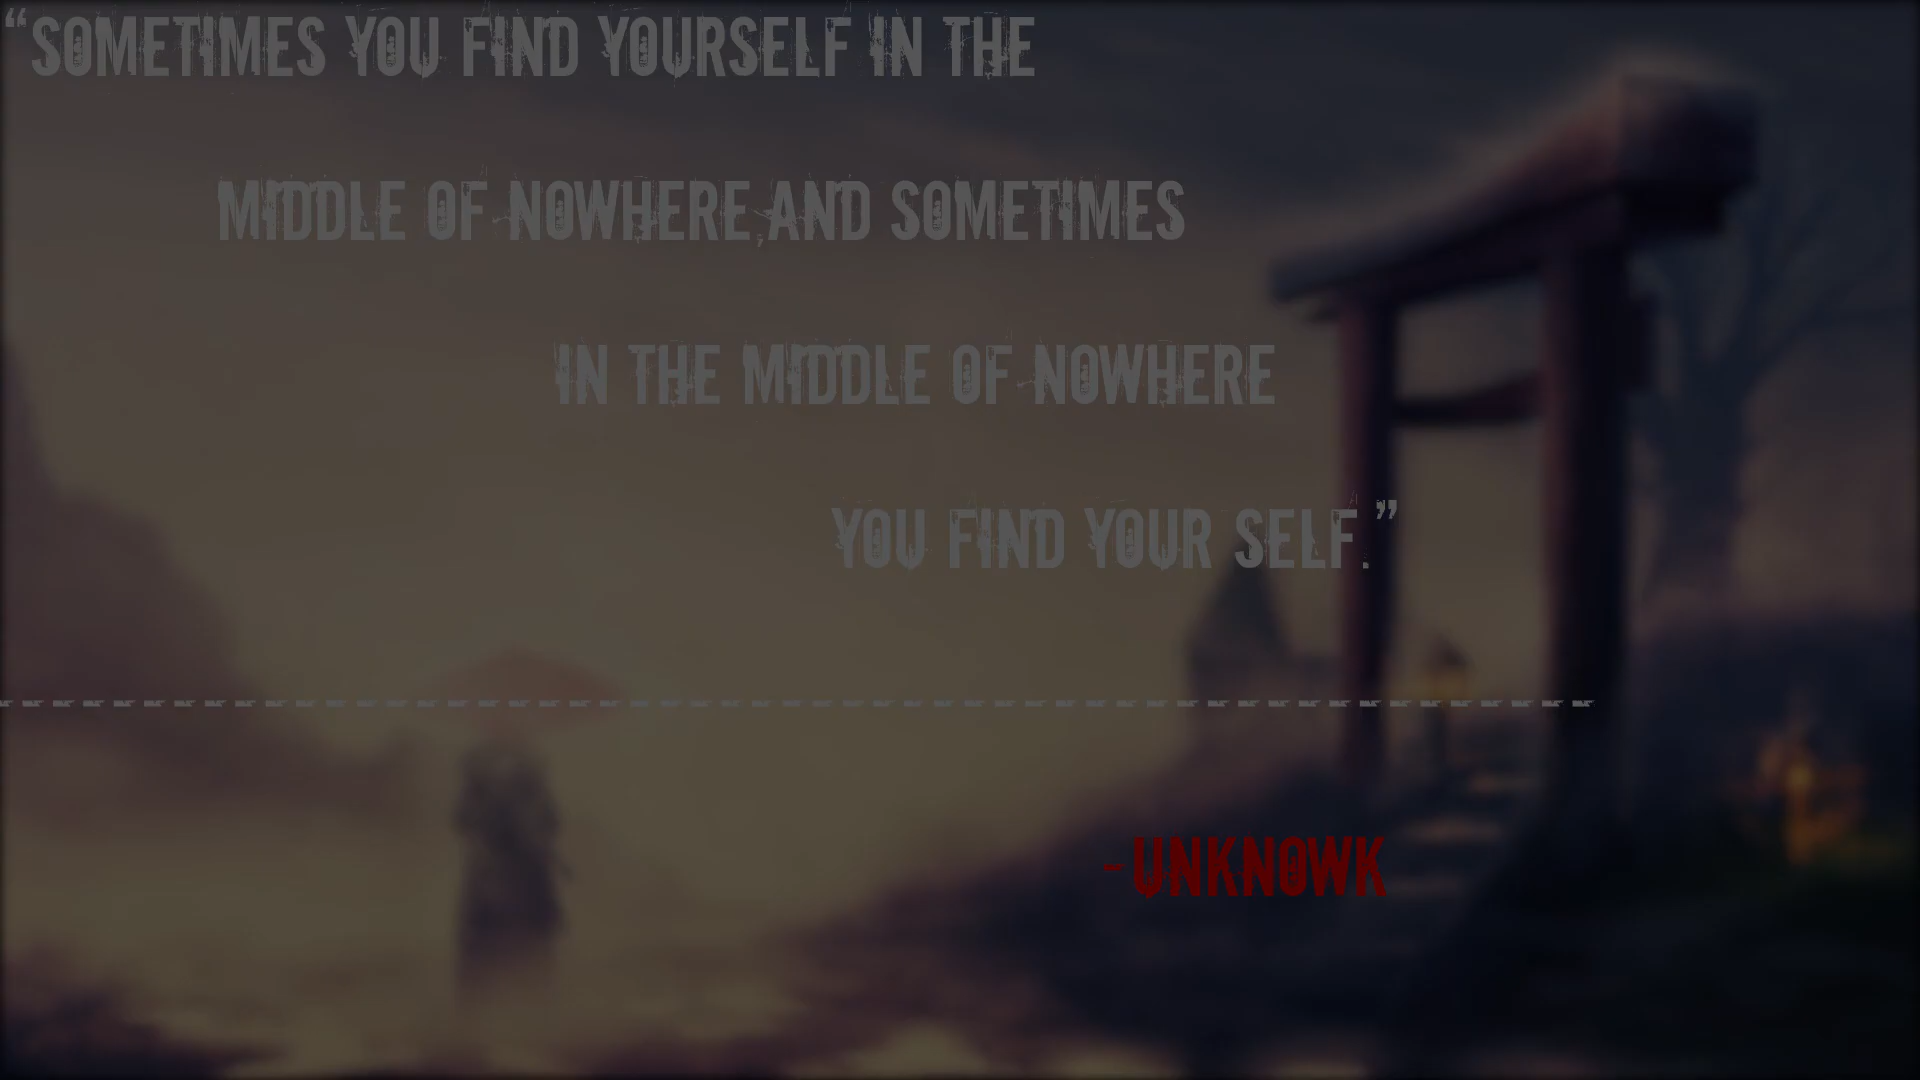 “SOMETIMES YOU FIND YOURSELF IN THE
MIDDLE OF NOWHERE,AND SOMETIMES
IN THE MIDDLE OF NOWHERE
YOU FIND YOUR SELF.”
-UNKNOWK